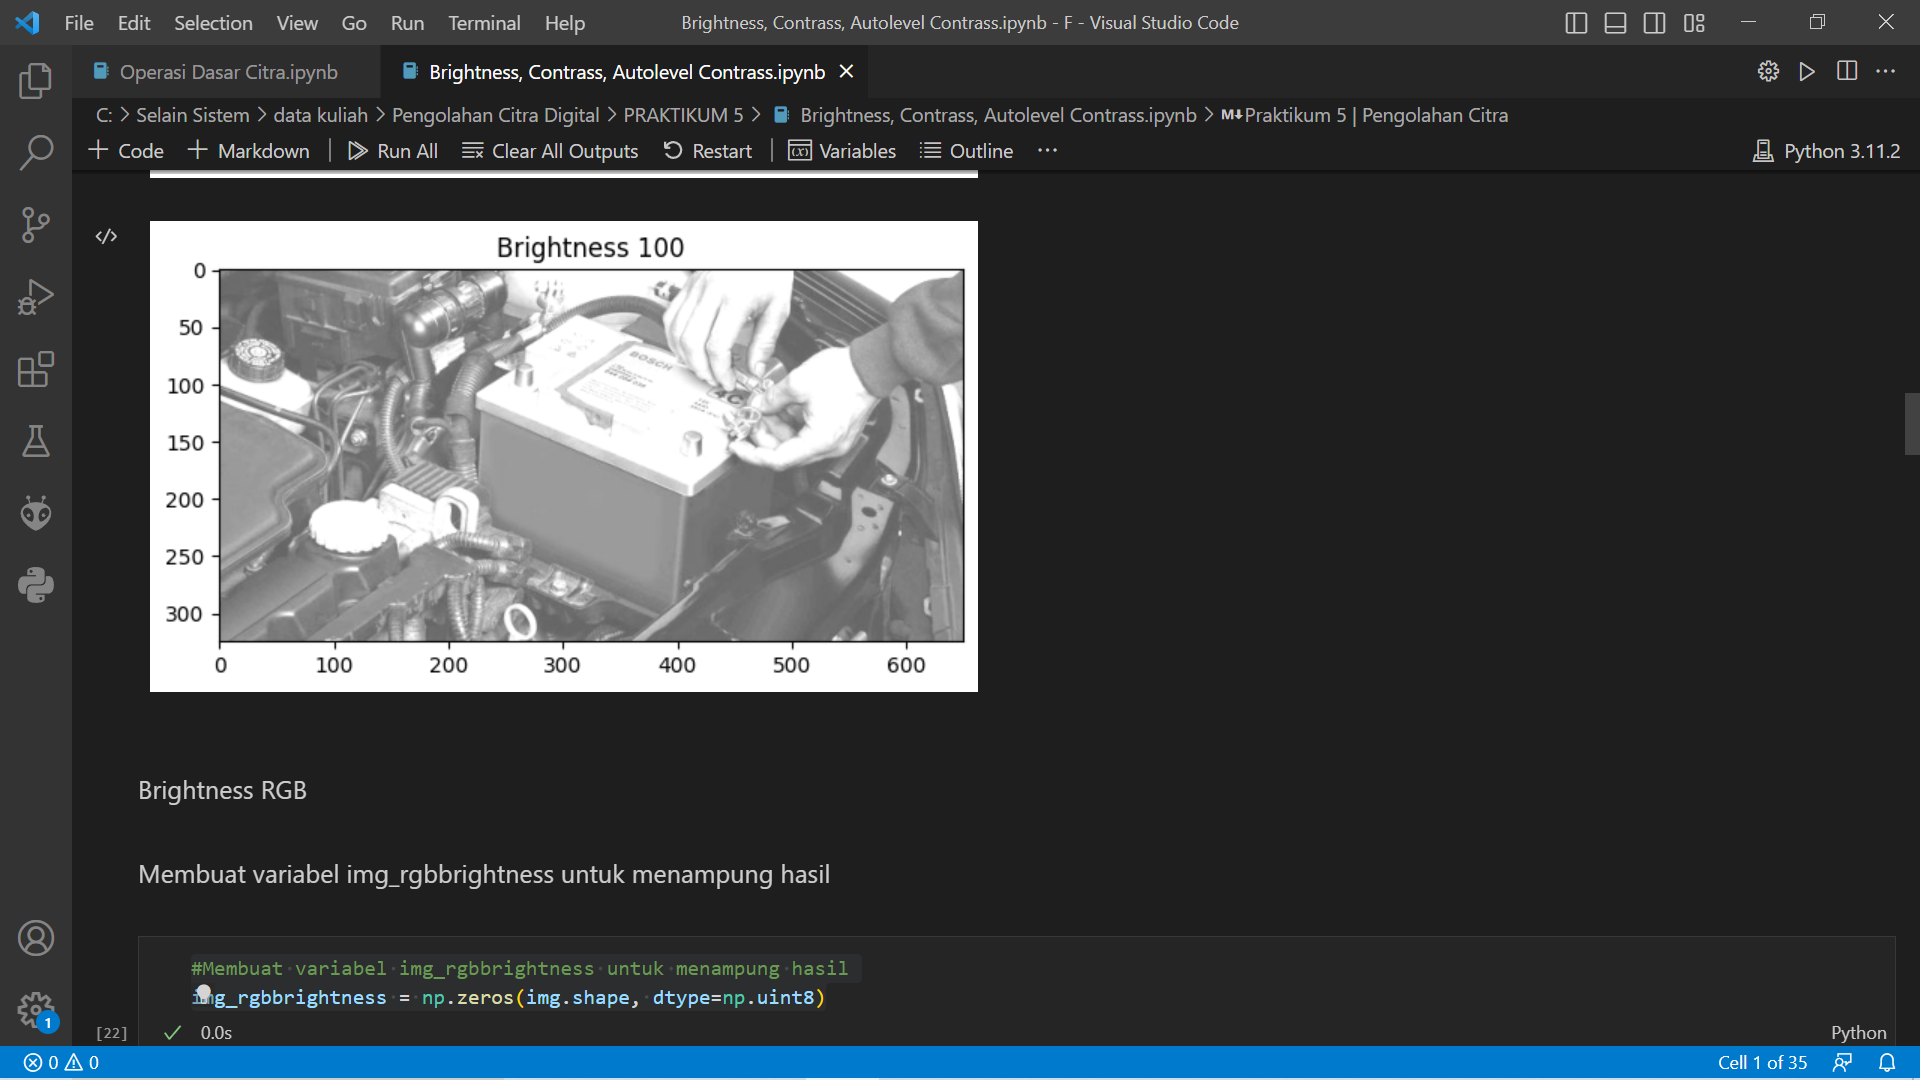 File Edit Selection View Go Run Terminal Help Brightness, Contrass, Autolevel Contrass.ipynb - F - Visual Studio Code
Operasi Dasar Citra.ipynb Brightness, Contrass, Autolevel Contrass.ipynb
C: > Selain Sistem > data kuliah > Pengolahan Citra Digital > PRAKTIKUM 5 > Brightness, Contrass, Autolevel Contrass.ipynb > M↓Praktikum 5 | Pengolahan Citra
+ Code + Markdown | Run All Clear All Outputs Restart | Variables Outline ... Python 3.11.2
Brightness 100
0
50
100
150
200
250
300
BOSCH
4C
0 100 200 300 400 500 600
Brightness RGB
Membuat variabel img_rgbbrightness untuk menampung hasil
#Membuat variabel img_rgbbrightness untuk menampung hasil
img_rgbbrightness = np.zeros(img.shape, dtype=np.uint8)
[22] 0.0s Python
1
0 0 Cell 1 of 35